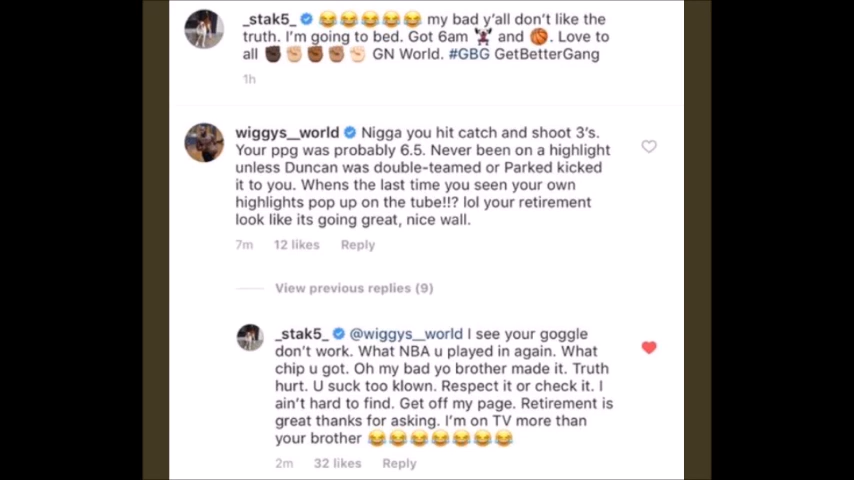 _stak5_ 😂😂😂😂😂 my bad y'all don't like the
truth. I'm going to bed. Got 6am 🏋🏿 and 🏀. Love to
all ✊🏿✊🏼✊🏾✊🏽✊🏻 GN World. #GBG GetBetterGang
1h
wiggys__world Nigga you hit catch and shoot 3's.
Your ppg was probably 6.5. Never been on a highlight
unless Duncan was double-teamed or Parked kicked
it to you. Whens the last time you seen your own
highlights pop up on the tube!!? lol your retirement
look like its going great, nice wall.
7m 12 likes Reply
View previous replies (9)
_stak5_ @wiggys__world I see your goggle
don't work. What NBA u played in again. What
chip u got. Oh my bad yo brother made it. Truth
hurt. U suck too klown. Respect it or check it. I
ain't hard to find. Get off my page. Retirement is
great thanks for asking. I'm on TV more than
your brother 😂😂😂😂😂😂😂
2m 32 likes Reply